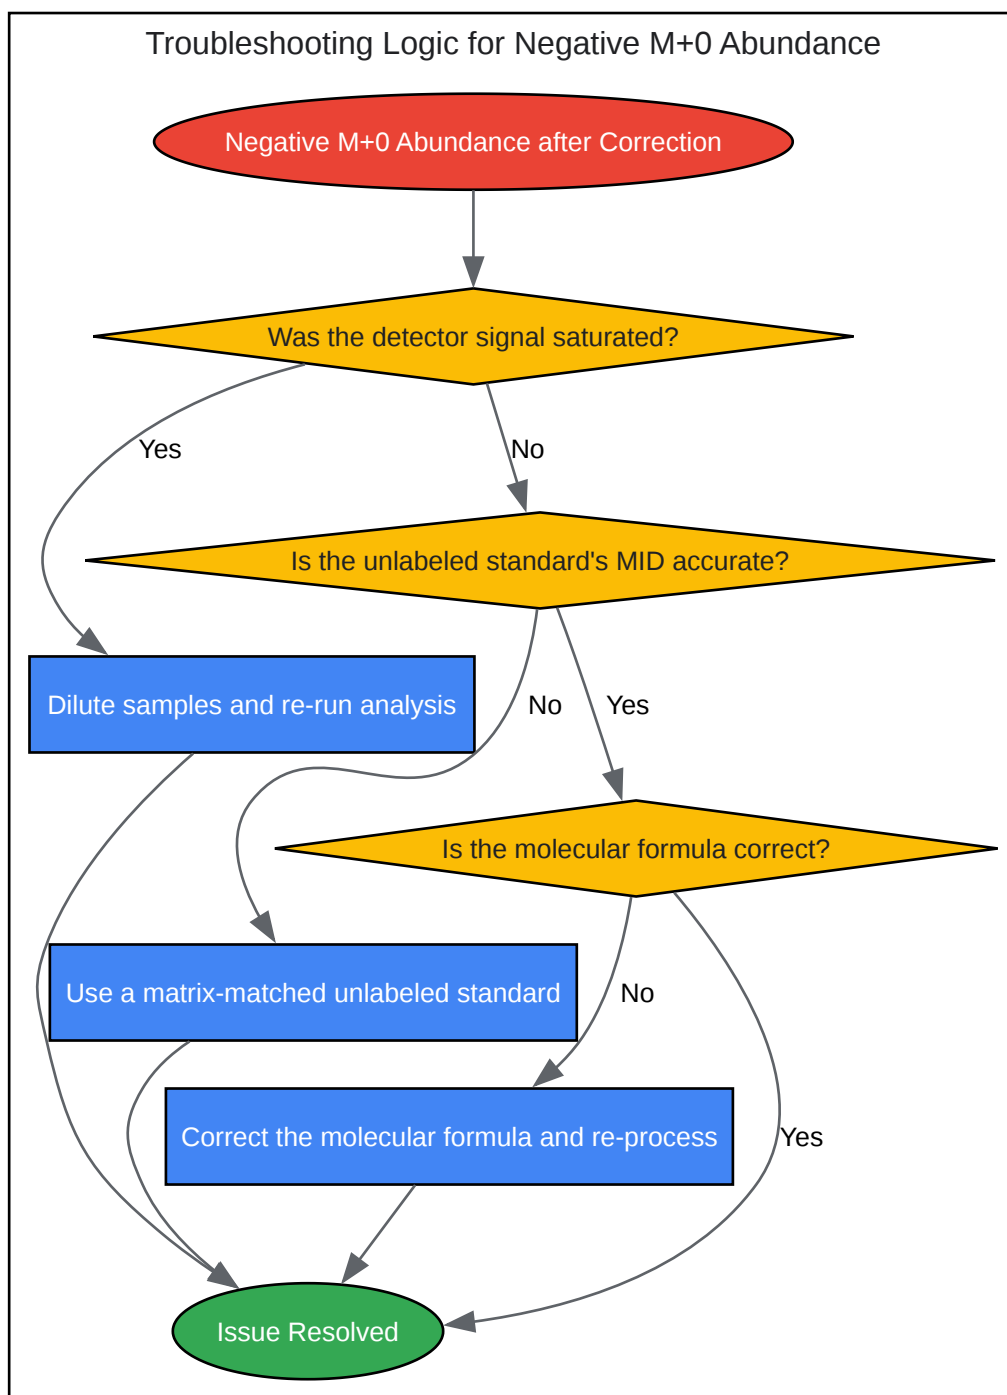 Troubleshooting Logic for Negative M+0 Abundance
Negative M+0 Abundance after Correction
Was the detector signal saturated?
Yes
No
Is the unlabeled standard's MID accurate?
Dilute samples and re-run analysis
No
Yes
Is the molecular formula correct?
Use a matrix-matched unlabeled standard
No
Correct the molecular formula and re-process
Yes
Issue Resolved